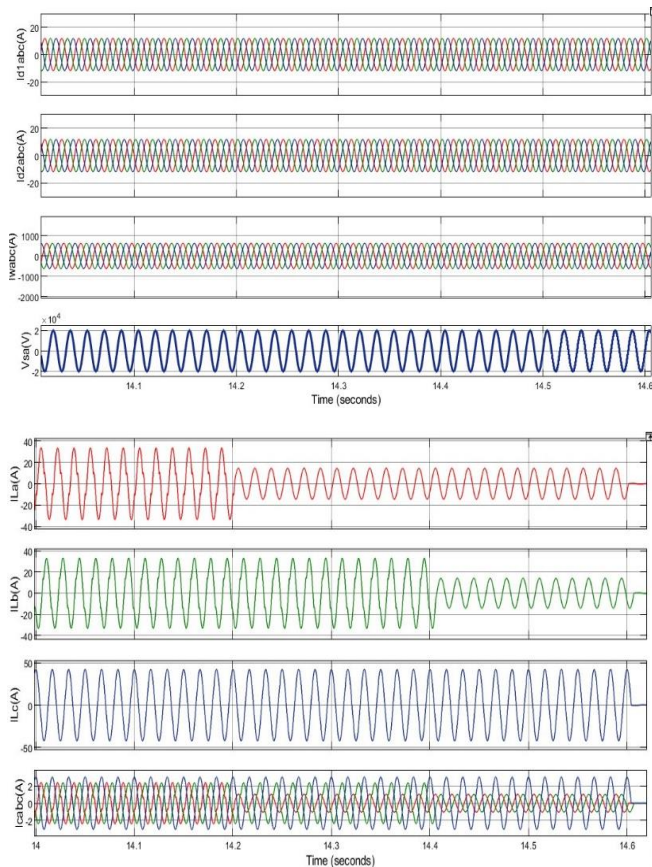 Id1abc(A)
20
0
-20
Id2abc(A)
20
0
-20
Iwabc(A)
1000
0
-1000
-2000
× 10⁴
Vsa(V)
2
0
-2
14.1 14.2 14.3 14.4 14.5 14.6
Time (seconds)
ILa(A)
40
20
0
-20
-40
ILb(A)
40
20
0
-20
-40
ILc(A)
50
0
-50
Icabc(A)
2
0
-2
14 14.1 14.2 14.3 14.4 14.5 14.6
Time (seconds)